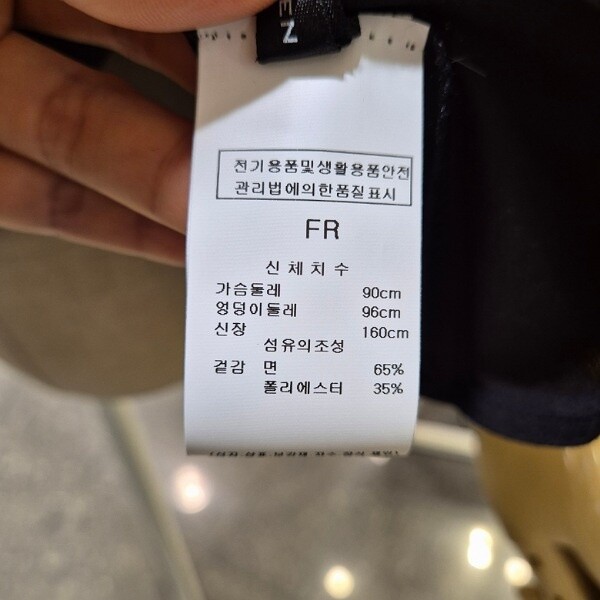 EN
전기용품및생활용품안전
관리법에의한품질표시
FR
신체치수
가슴둘레 90cm
엉덩이둘레 96cm
신장 160cm
섬유의조성
겉감 면 65%
폴리에스터 35%